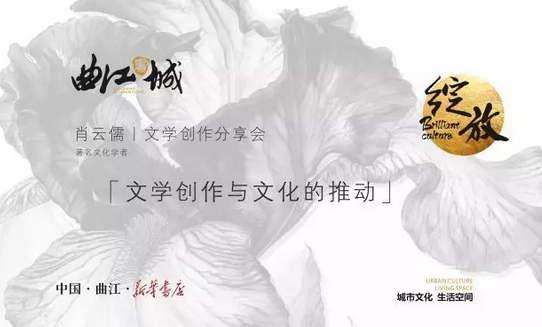 曲江书城
绽放
Brilliant
culture
肖云儒丨文学创作分享会
著名文化学者
「文学创作与文化的推动」
中国·曲江·新华书店
URBAN CULTURE
LIVING SPACE
城市文化 生活空间